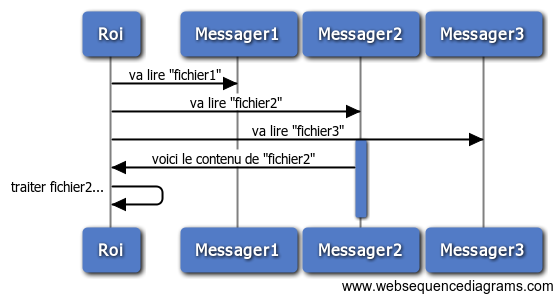 Roi
Messager1
Messager2
Messager3
va lire "fichier1"
va lire "fichier2"
va lire "fichier3"
voici le contenu de "fichier2"
traiter fichier2...
Roi
Messager1
Messager2
Messager3
www.websequencediagrams.com